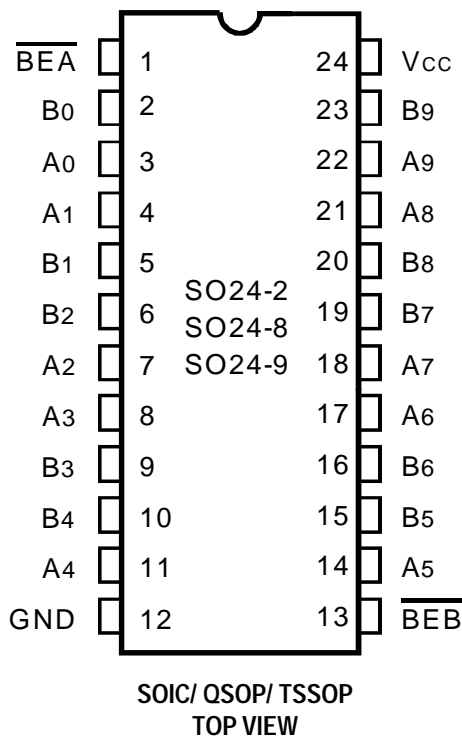 B̅E̅A̅ 1 24 VCC
B0 2 23 B9
A0 3 22 A9
A1 4 21 A8
B1 5 20 B8
SO24-2
B2 6 19 B7
SO24-8
A2 7 SO24-9 18 A7
A3 8 17 A6
B3 9 16 B6
B4 10 15 B5
A4 11 14 A5
GND 12 13 B̅E̅B̅
SOIC/ QSOP/ TSSOP
TOP VIEW